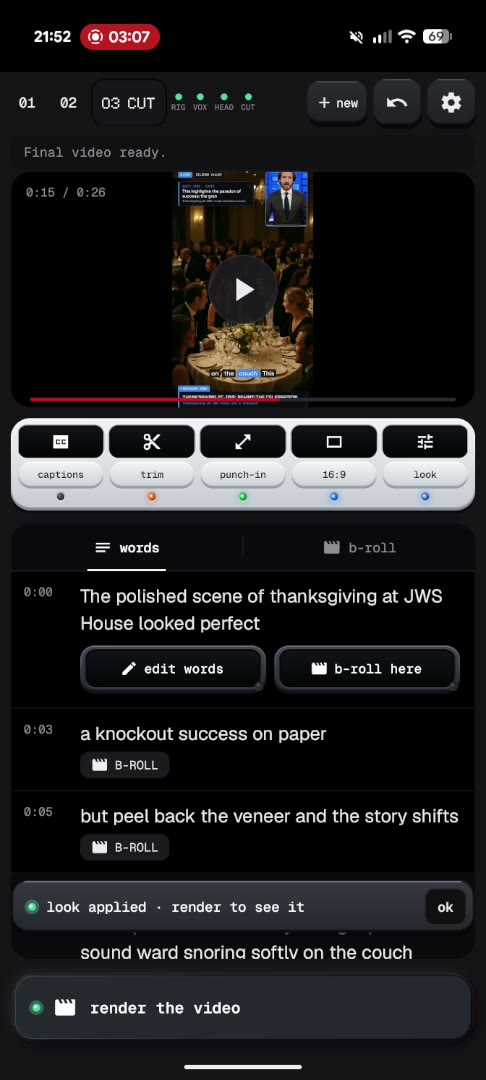 21:52
03:07
69
01 02 03 CUT
RIG VOX HEAD CUT
+ new
Final video ready.
0:15 / 0:26
This highlights the paradox of
on the couch This
captions trim punch-in 16:9 look
words
b-roll
0:00
The polished scene of thanksgiving at JWS
House looked perfect
edit words
b-roll here
0:03
a knockout success on paper
B-ROLL
0:05
but peel back the veneer and the story shifts
B-ROLL
look applied · render to see it
ok
sound ward snoring softly on the couch
render the video